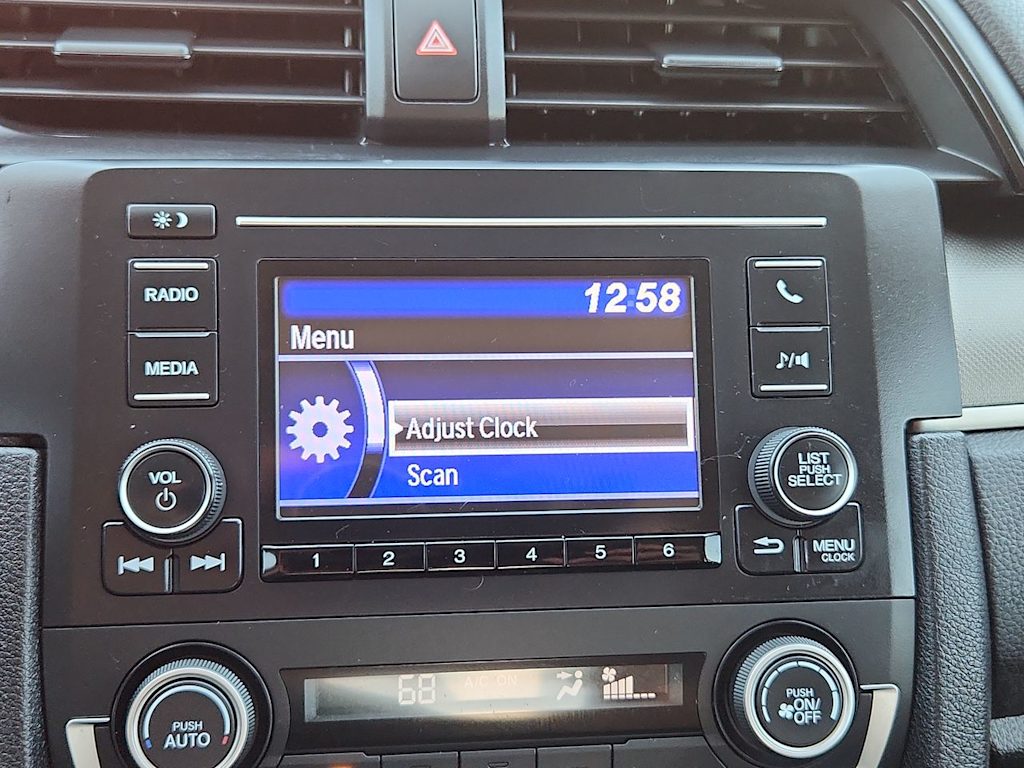 12:58
RADIO
Menu
MEDIA
Adjust Clock
VOL
LIST
PUSH
SELECT
Scan
1 2 3 4 5 6
MENU
CLOCK
68 A/C ON
PUSH
AUTO
PUSH
ON/
OFF